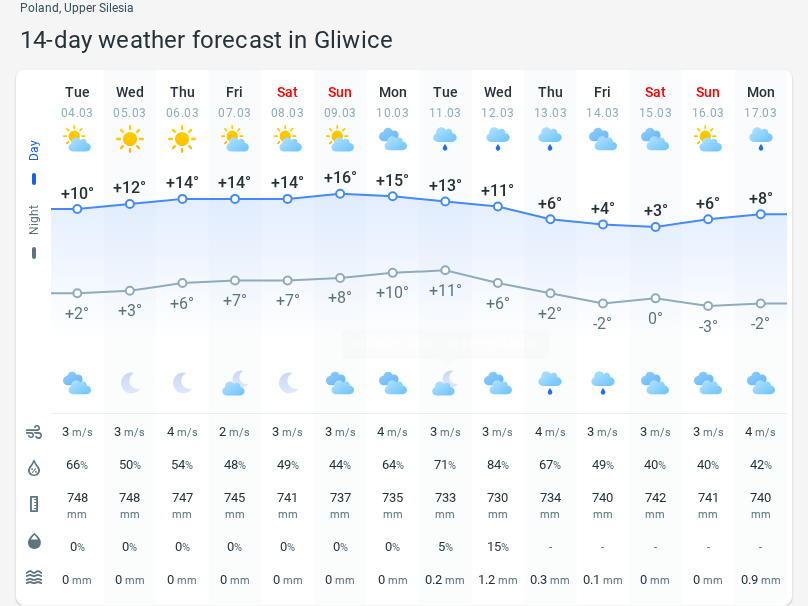 Poland, Upper Silesia
14-day weather forecast in Gliwice
Tue Wed Thu Fri Sat Sun Mon Tue Wed Thu Fri Sat Sun Mon
04.03 05.03 06.03 07.03 08.03 09.03 10.03 11.03 12.03 13.03 14.03 15.03 16.03 17.03
Day
+10° +12° +14° +14° +14° +16° +15° +13° +11° +6° +4° +3° +6° +8°
Night
+2° +3° +6° +7° +7° +8° +10° +11° +6° +2° -2° 0° -3° -2°
3 m/s 3 m/s 4 m/s 2 m/s 3 m/s 3 m/s 4 m/s 3 m/s 3 m/s 4 m/s 3 m/s 3 m/s 3 m/s 4 m/s
66% 50% 54% 48% 49% 44% 64% 71% 84% 67% 49% 40% 40% 42%
748 748 747 745 741 737 735 733 730 734 740 742 741 740
mm mm mm mm mm mm mm mm mm mm mm mm mm mm
0% 0% 0% 0% 0% 0% 0% 5% 15% - - - - -
0 mm 0 mm 0 mm 0 mm 0 mm 0 mm 0 mm 0.2 mm 1.2 mm 0.3 mm 0.1 mm 0 mm 0 mm 0.9 mm